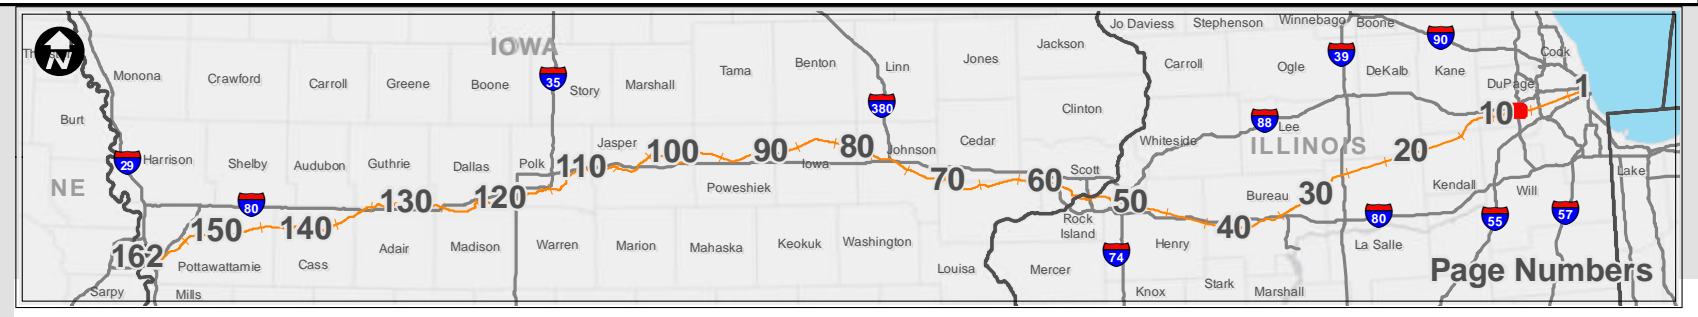 Jo Daviess Stephenson Winnebago Boone
IOWA
Jackson
90
39
Cook
N
Monona Crawford Carroll Greene Boone
35
Story Marshall Tama Benton Linn Jones
Carroll Ogle DeKalb Kane DuPage
1
380
Clinton
10
Burt
88
Lee
Whiteside
ILLINOIS
20
Jasper
100 90 80
Johnson Cedar
29
Harrison Shelby Audubon Guthrie Dallas Polk 110
Iowa
Scott
Lake
NE
80
130 120
Poweshiek
70 60 50
Bureau 30
Kendall Will
162 150 140
Rock
Island
40
80
55
57
Adair Madison Warren Marion Mahaska Keokuk Washington
Henry
La Salle
74
Pottawattamie Cass
Louisa Mercer
Page Numbers
Sarpy Mills
Knox Stark Marshall